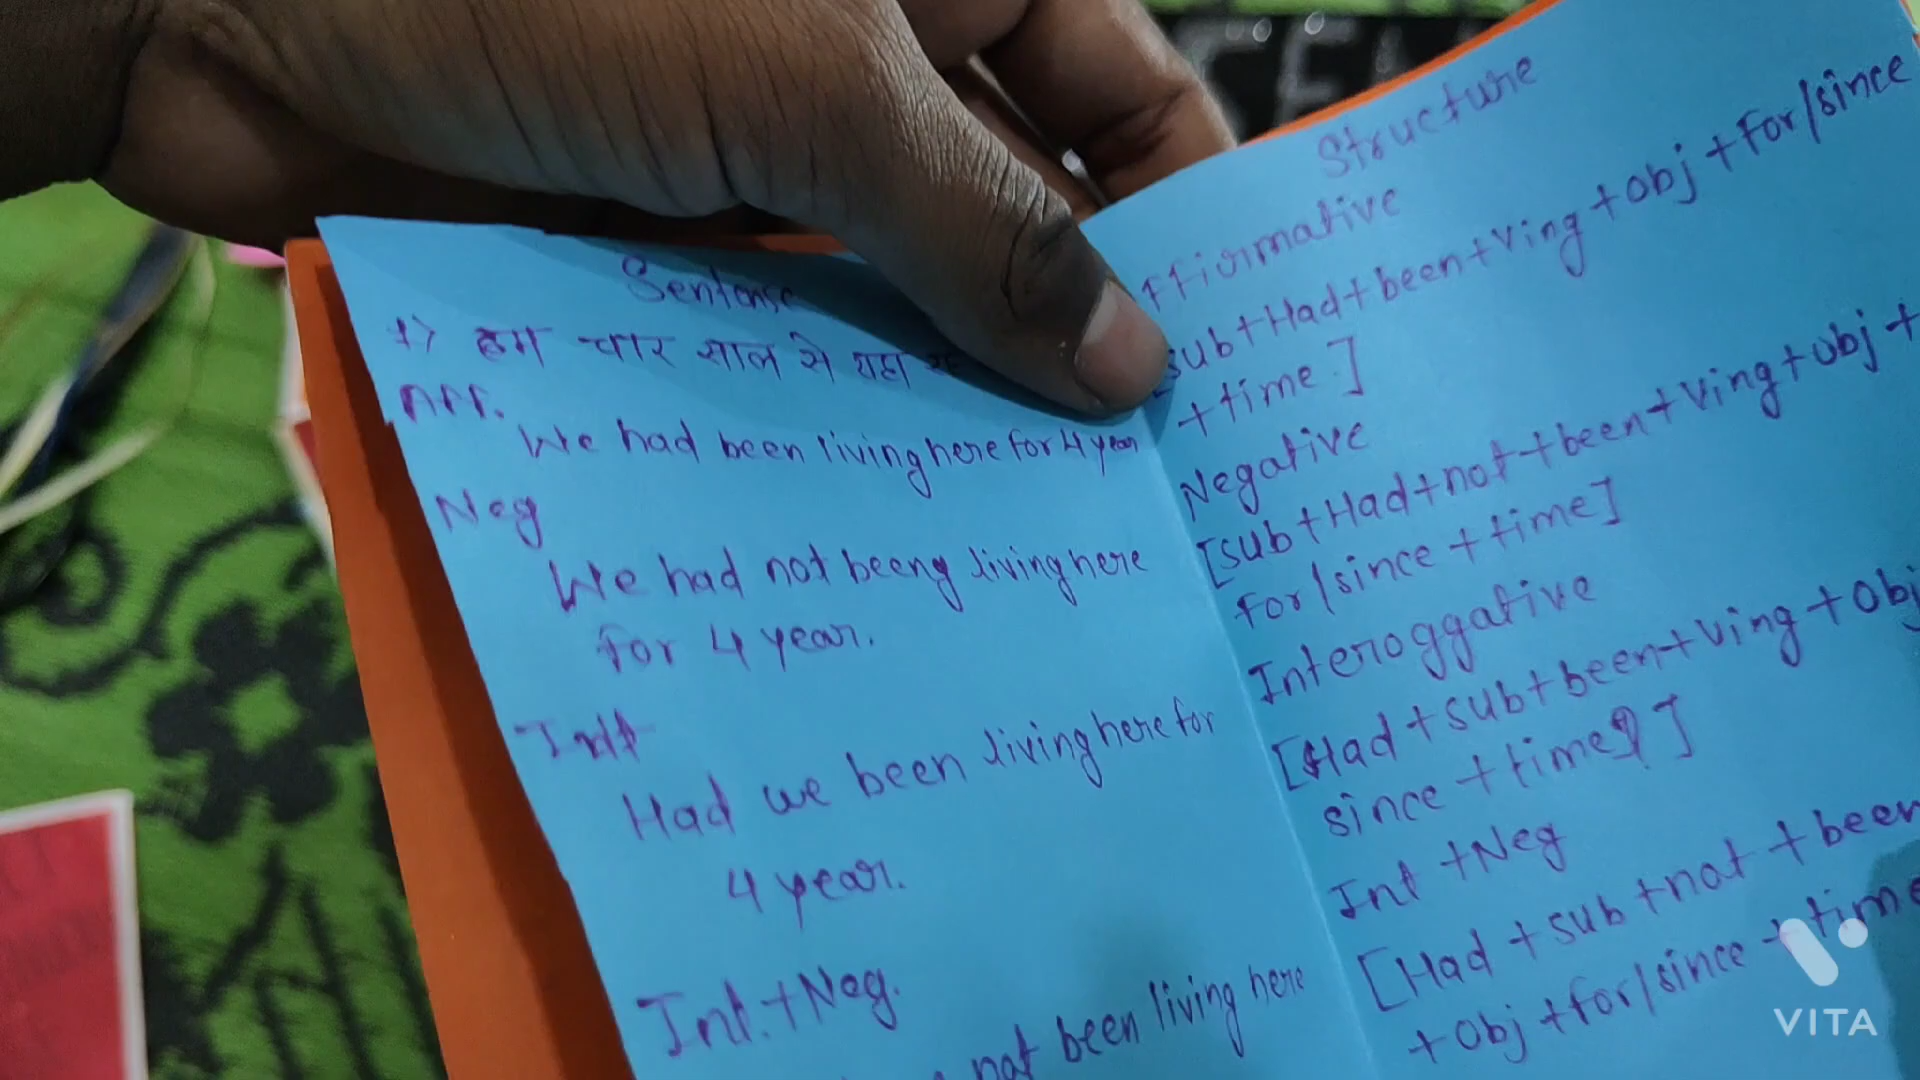 Sentense
1) हम चार साल से यहा
Aff.
We had been living here for 4 year
Neg
We had not beeng living here
for 4 year.
Int
Had we been living here for
4 year.
Int.+Neg.
not been living here
Structure
ffirmative
[Sub+Had+been+Ving+Obj+For/since
+time]
Negative
[Sub+Had+not+been+Ving+Obj+
for/since+time]
Interoggative
[Had+sub+been+Ving+Obj
since+time?]
Int+Neg
[Had+sub+not+been
+Obj+for/since+time
VITA